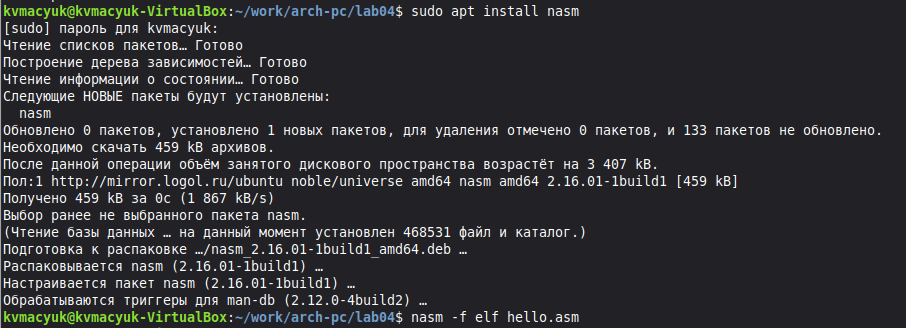 kvmacyuk@kvmacyuk-VirtualBox:~/work/arch-pc/lab04$ sudo apt install nasm
[sudo] пароль для kvmacyuk:
Чтение списков пакетов… Готово
Построение дерева зависимостей… Готово
Чтение информации о состоянии… Готово
Следующие НОВЫЕ пакеты будут установлены:
  nasm
Обновлено 0 пакетов, установлено 1 новых пакетов, для удаления отмечено 0 пакетов, и 133 пакетов не обновлено.
Необходимо скачать 459 kB архивов.
После данной операции объём занятого дискового пространства возрастёт на 3 407 kB.
Пол:1 http://mirror.logol.ru/ubuntu noble/universe amd64 nasm amd64 2.16.01-1build1 [459 kB]
Получено 459 kB за 0с (1 867 kB/s)
Выбор ранее не выбранного пакета nasm.
(Чтение базы данных … на данный момент установлен 468531 файл и каталог.)
Подготовка к распаковке …/nasm_2.16.01-1build1_amd64.deb …
Распаковывается nasm (2.16.01-1build1) …
Настраивается пакет nasm (2.16.01-1build1) …
Обрабатываются триггеры для man-db (2.12.0-4build2) …
kvmacyuk@kvmacyuk-VirtualBox:~/work/arch-pc/lab04$ nasm -f elf hello.asm